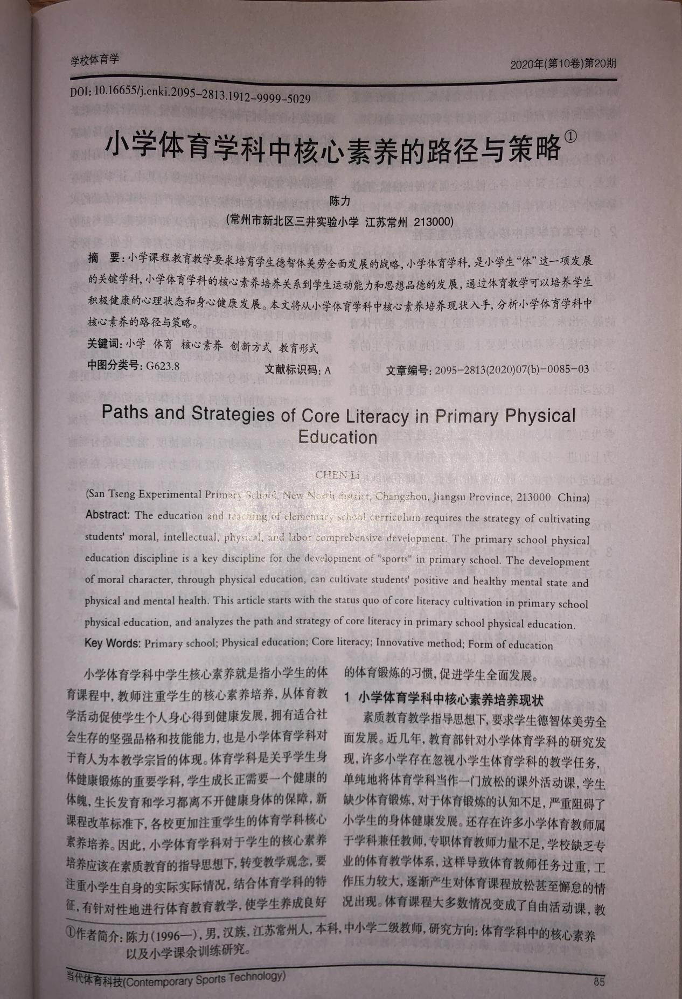 学校体育学
2020年(第10卷)第20期
DOI: 10.16655/j.cnki.2095-2813.1912-9999-5029
小学体育学科中核心素养的路径与策略①
陈力
(常州市新北区三井实验小学 江苏常州 213000)
摘 要:小学课程教育教学要求培育学生德智体美劳全面发展的战略,小学体育学科,是小学生“体”这一项发展
的关键学科,小学体育学科的核心素养培养关系到学生运动能力和思想品德的发展,通过体育教学可以培养学生
积极健康的心理状态和身心健康发展。本文将从小学体育学科中核心素养培养现状入手,分析小学体育学科中
核心素养的路径与策略。
关键词:小学 体育 核心素养 创新方式 教育形式
中图分类号: G623.8 文献标识码: A 文章编号: 2095-2813(2020)07(b)-0085-03
Paths and Strategies of Core Literacy in Primary Physical
Education
CHEN Li
(San Tseng Experimental Primary School, New North district, Changzhou, Jiangsu Province, 213000 China)
Abstract: The education and teaching of elementary school curriculum requires the strategy of cultivating
students' moral, intellectual, physical, and labor comprehensive development. The primary school physical
education discipline is a key discipline for the development of "sports" in primary school. The development
of moral character, through physical education, can cultivate students' positive and healthy mental state and
physical and mental health. This article starts with the status quo of core literacy cultivation in primary school
physical education, and analyzes the path and strategy of core literacy in primary school physical education.
Key Words: Primary school; Physical education; Core literacy; Innovative method; Form of education
小学体育学科中学生核心素养就是指小学生的体
育课程中,教师注重学生的核心素养培养,从体育教
学活动促使学生个人身心得到健康发展,拥有适合社
会生存的坚强品格和技能能力,也是小学体育学科对
于育人为本教学宗旨的体现。体育学科是关乎学生身
体健康锻炼的重要学科,学生成长正需要一个健康的
体魄,生长发育和学习都离不开健康身体的保障,新
课程改革标准下,各校更加注重学生的体育学科核心
素养培养。因此,小学体育学科对于学生的核心素养
培养应该在素质教育的指导思想下,转变教学观念,要
注重小学生自身的实际实际情况,结合体育学科的特
征,有针对性地进行体育教育教学,使学生养成良好
的体育锻炼的习惯,促进学生全面发展。
1 小学体育学科中核心素养培养现状
素质教育教学指导思想下,要求学生德智体美劳全
面发展。近几年,教育部针对小学体育学科的研究发
现,许多小学存在忽视小学生体育学科的教学任务,
单纯地将体育学科当作一门放松的课外活动课,学生
缺少体育锻炼,对于体育锻炼的认知不足,严重阻碍了
小学生的身体健康发展。还存在许多小学体育教师属
于学科兼任教师,专职体育教师力量不足,学校缺乏专
业的体育教学体系,这样导致体育教师任务过重,工
作压力较大,逐渐产生对体育课程放松甚至懈怠的情
况出现。体育课程大多数情况变成了自由活动课,教
①作者简介:陈力(1996—),男,汉族,江苏常州人,本科,中小学二级教师,研究方向:体育学科中的核心素养
以及小学课余训练研究。
当代体育科技(Contemporary Sports Technology)
85